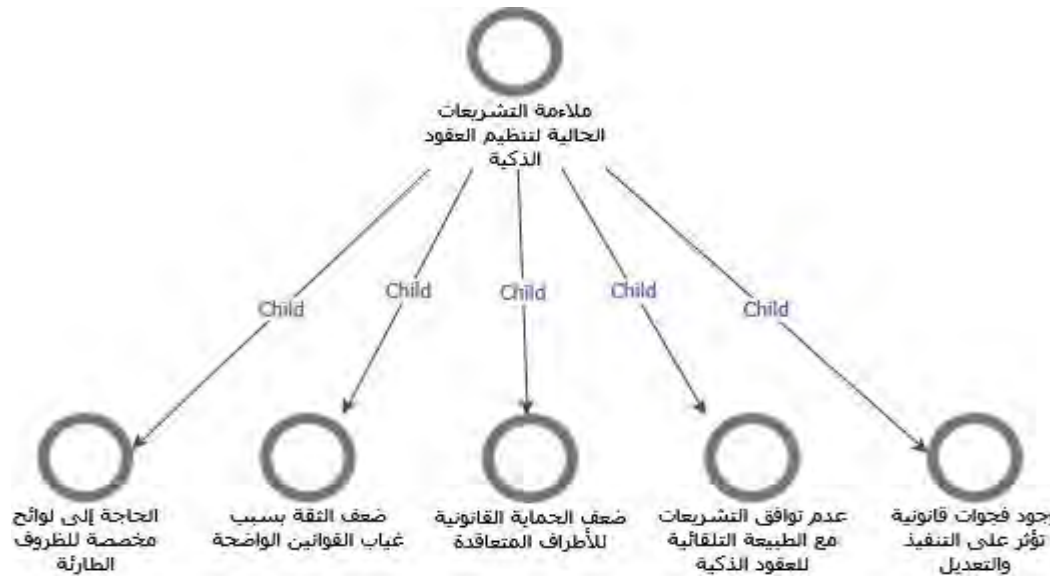 ملاءمة التشريعات
الحالية لتنظيم العقود
الذكية
Child
Child
Child
Child
Child
وجود فجوات قانونية
تؤثر على التنفيذ
والتعديل
عدم توافق التشريعات
مع الطبيعة التلقائية
للعقود الذكية
ضعف الحماية القانونية
للأطراف المتعاقدة
ضعف الثقة بسبب
غياب القوانين الواضحة
الحاجة إلى لوائح
مخصصة للظروف
الطارئة